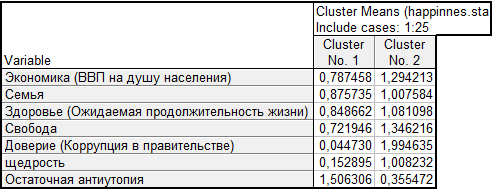 Cluster Means (happinnes.sta
Include cases: 1:25
Variable Cluster No. 1 Cluster No. 2
Экономика (ВВП на душу населения) 0,787458 1,294213
Семья 0,875735 1,007584
Здоровье (Ожидаемая продолжительность жизни) 0,848662 1,081098
Свобода 0,721946 1,346216
Доверие (Коррупция в правительстве) 0,044730 1,994635
щедрость 0,152895 1,008232
Остаточная антиутопия 1,506306 0,355472